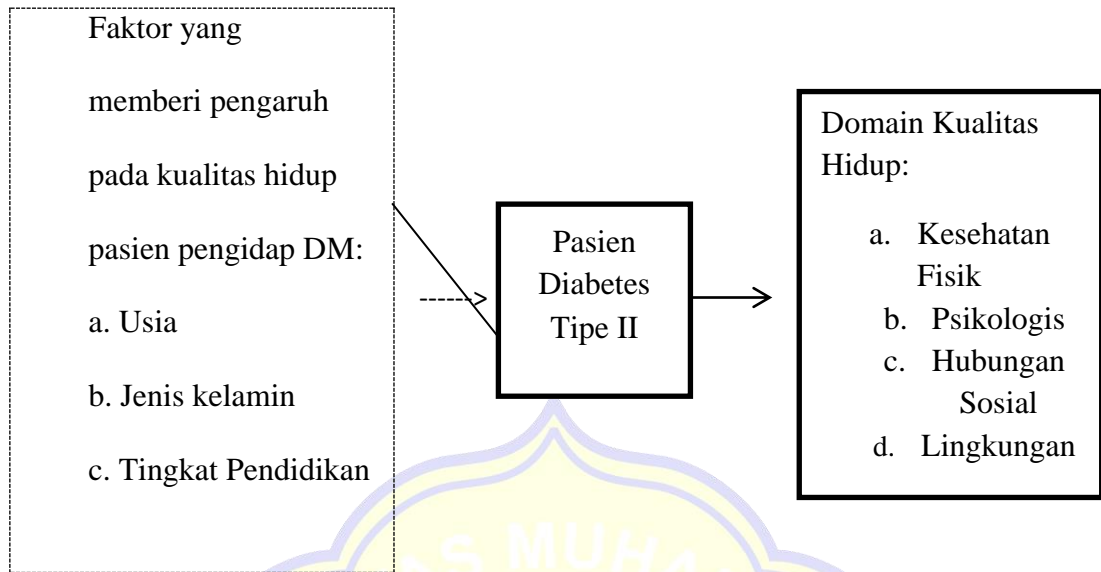 Faktor yang
memberi pengaruh
pada kualitas hidup
pasien pengidap DM:
a. Usia
b. Jenis kelamin
c. Tingkat Pendidikan
Pasien
Diabetes
Tipe II
Domain Kualitas
Hidup:
a. Kesehatan
Fisik
b. Psikologis
c. Hubungan
Sosial
d. Lingkungan